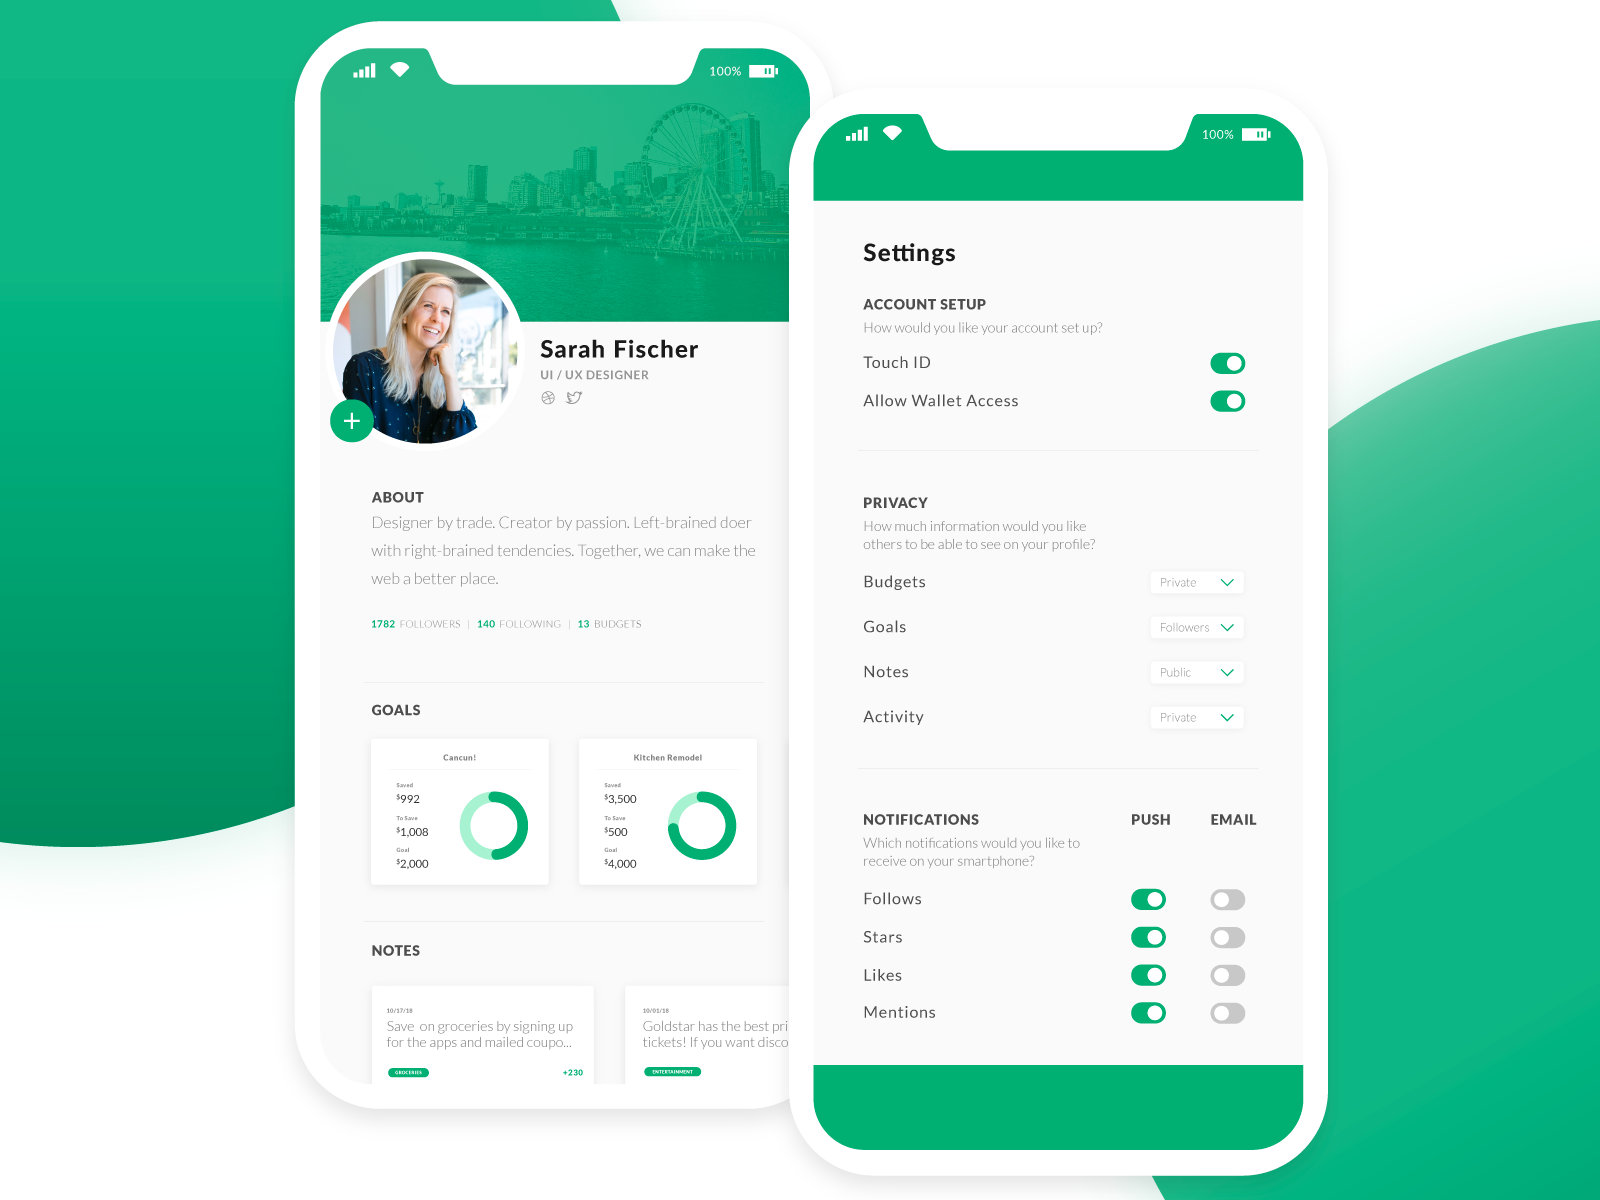 100%
Sarah Fischer
UI / UX DESIGNER
ABOUT
Designer by trade. Creator by passion. Left-brained doer
with right-brained tendencies. Together, we can make the
web a better place.
1782 FOLLOWERS | 140 FOLLOWING | 13 BUDGETS
GOALS
Cancun!
Saved
$992
To Save
$1,008
Goal
$2,000
Kitchen Remodel
Saved
$3,500
To Save
$500
Goal
$4,000
NOTES
10/17/18
Save on groceries by signing up
for the apps and mailed coupo...
GROCERIES
+230
10/01/18
Goldstar has the best pri
tickets! If you want disco
ENTERTAINMENT
100%
Settings
ACCOUNT SETUP
How would you like your account set up?
Touch ID
Allow Wallet Access
PRIVACY
How much information would you like
others to be able to see on your profile?
Budgets Private
Goals Followers
Notes Public
Activity Private
NOTIFICATIONS PUSH EMAIL
Which notifications would you like to
receive on your smartphone?
Follows
Stars
Likes
Mentions